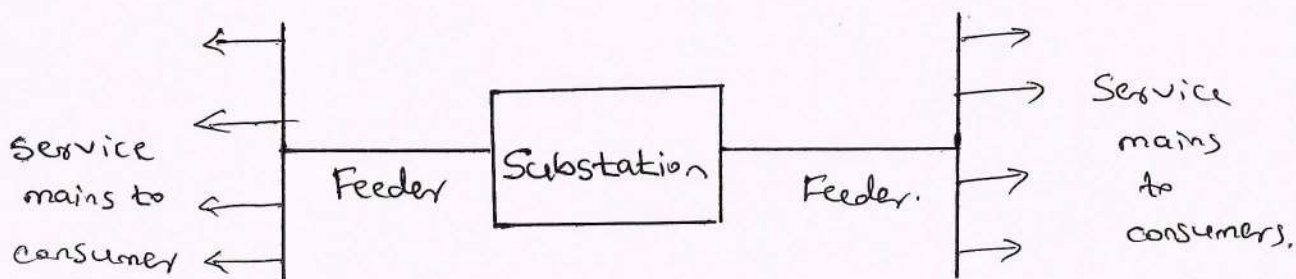 Service
mains to
consumer
Feeder
Substation
Feeder.
Service
mains
to
consumers.